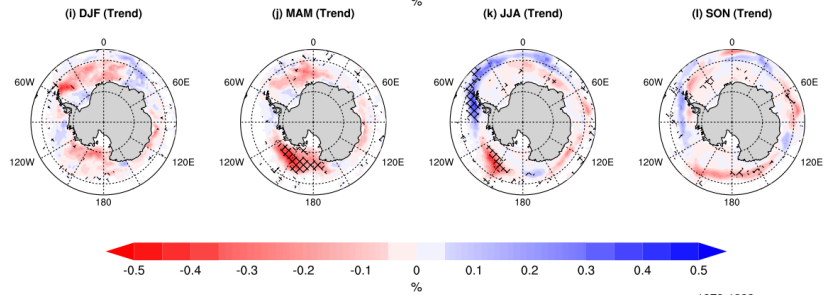 %
(i) DJF (Trend) (j) MAM (Trend) (k) JJA (Trend) (l) SON (Trend)
0 0 0 0
60W 60E 60W 60E 60W 60E 60W 60E
120W 120E 120W 120E 120W 120E 120W 120E
180 180 180 180
-0.5 -0.4 -0.3 -0.2 -0.1 0 0.1 0.2 0.3 0.4 0.5
%